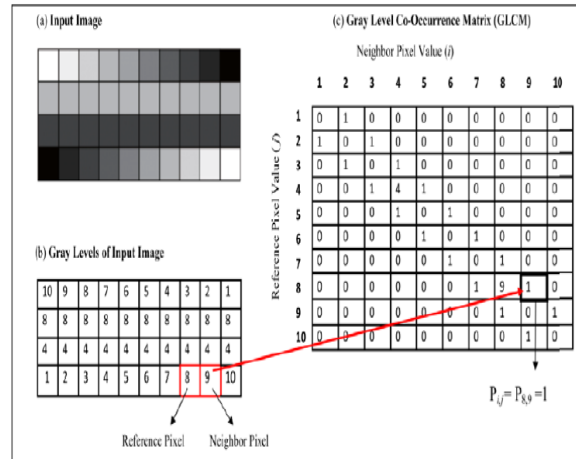 (a) Input Image
(b) Gray Levels of Input Image
10 9 8 7 6 5 4 3 2 1
8 8 8 8 8 8 8 8 8 8
4 4 4 4 4 4 4 4 4 4
1 2 3 4 5 6 7 8 9 10
Reference Pixel Neighbor Pixel
(c) Gray Level Co-Occurrence Matrix (GLCM)
Neighbor Pixel Value (i)
Reference Pixel Value (j)
1 2 3 4 5 6 7 8 9 10
1 0 1 0 0 0 0 0 0 0 0
2 1 0 1 0 0 0 0 0 0 0
3 0 1 0 1 0 0 0 0 0 0
4 0 0 1 4 1 0 0 0 0 0
5 0 0 0 1 0 1 0 0 0 0
6 0 0 0 0 1 0 1 0 0 0
7 0 0 0 0 0 1 0 1 0 0
8 0 0 0 0 0 0 1 9 1 0
9 0 0 0 0 0 0 0 1 0 1
10 0 0 0 0 0 0 0 0 1 0
Pi,j= P8,9 =1